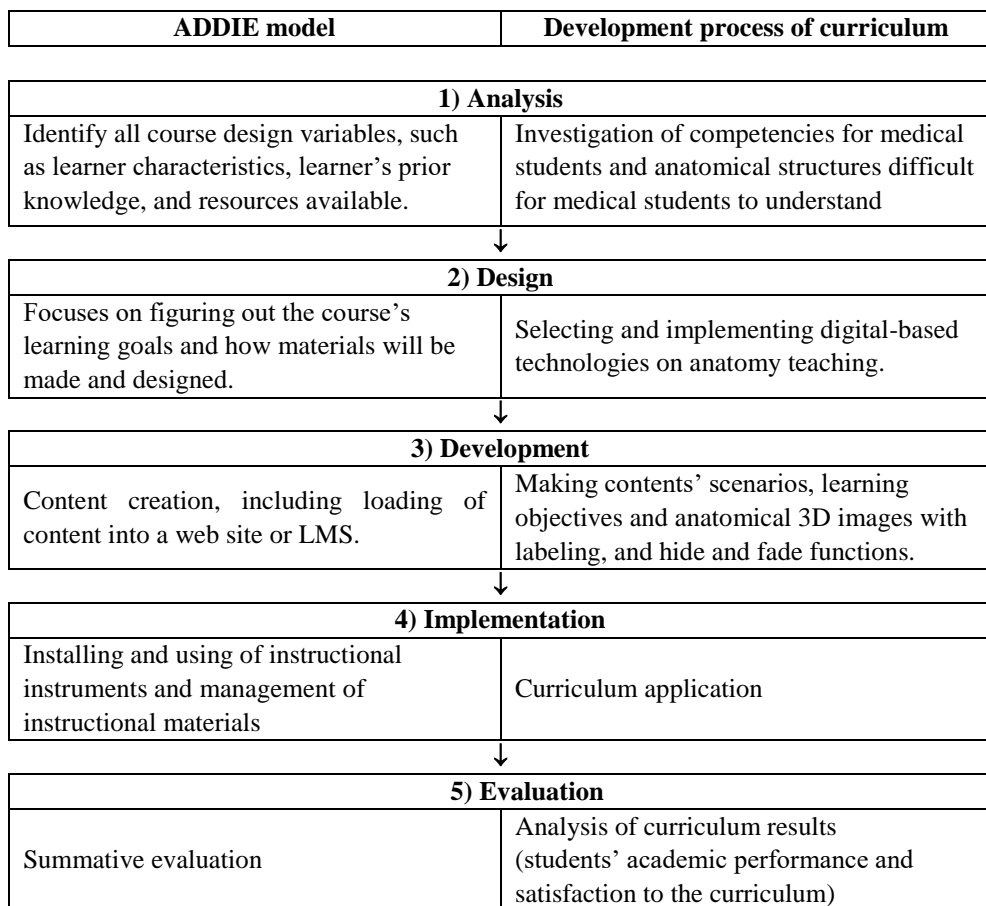 ADDIE model
Development process of curriculum
1) Analysis
Identify all course design variables, such
as learner characteristics, learner's prior
knowledge, and resources available.
Investigation of competencies for medical
students and anatomical structures difficult
for medical students to understand
↓
2) Design
Focuses on figuring out the course's
learning goals and how materials will be
made and designed.
Selecting and implementing digital-based
technologies on anatomy teaching.
↓
3) Development
Content creation, including loading of
content into a web site or LMS.
Making contents' scenarios, learning
objectives and anatomical 3D images with
labeling, and hide and fade functions.
↓
4) Implementation
Installing and using of instructional
instruments and management of
instructional materials
Curriculum application
↓
5) Evaluation
Summative evaluation
Analysis of curriculum results
(students' academic performance and
satisfaction to the curriculum)